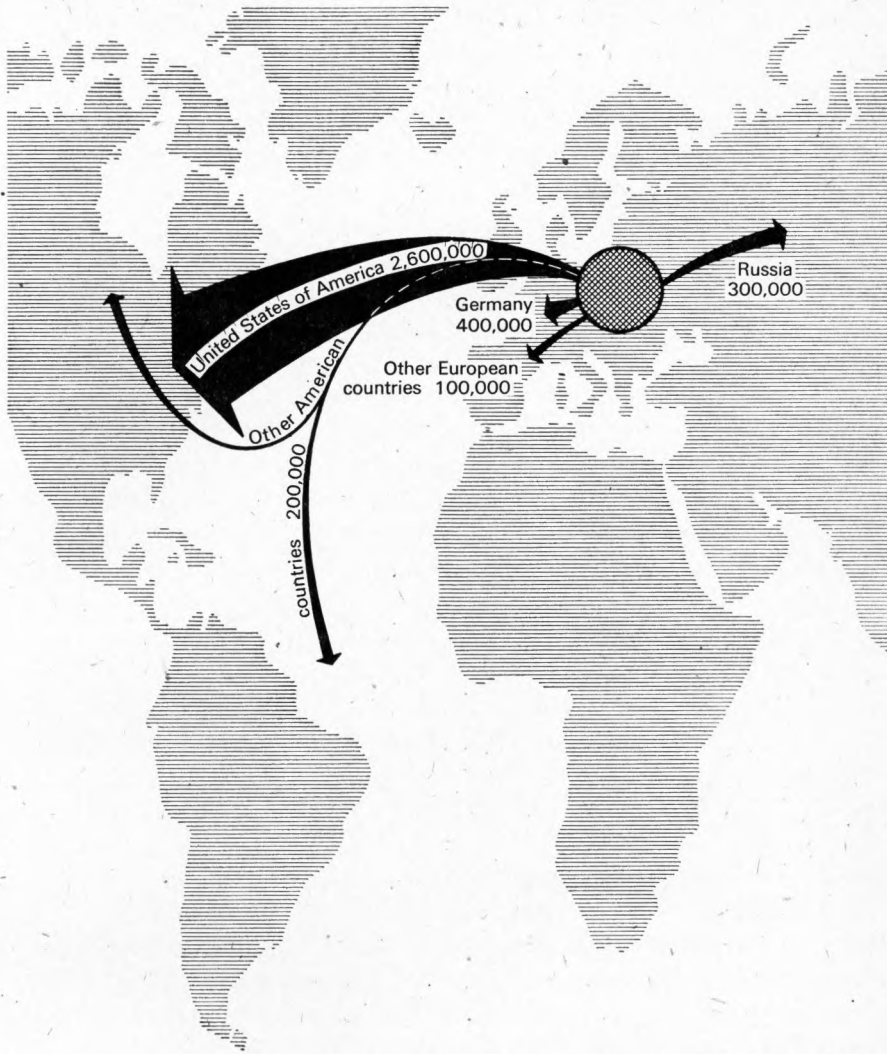 United States of America 2,600,000
Russia
300,000
Germany
400,000
Other European
countries 100,000
Other American
countries 200,000